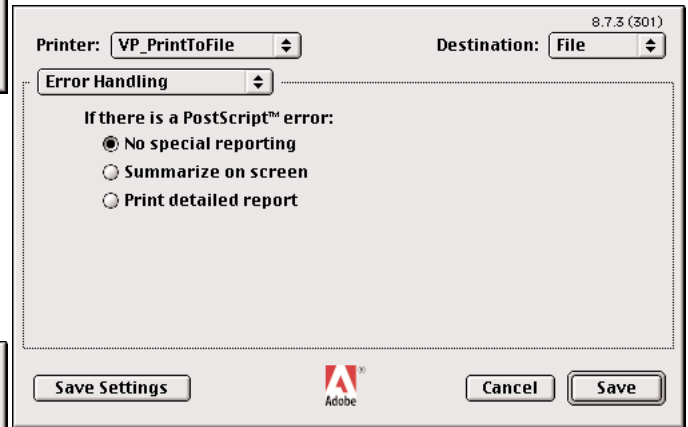 8.7.3 (301)
Printer: VP_PrintToFile Destination: File
Error Handling
If there is a PostScript™ error:
No special reporting
Summarize on screen
Print detailed report
Save Settings
Adobe®
Cancel Save